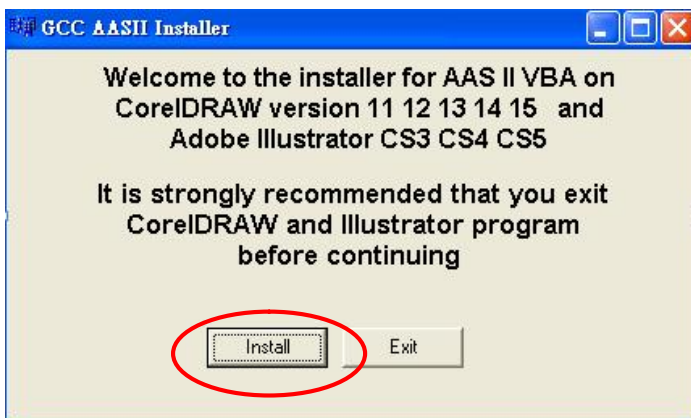 GCC AASII Installer
Welcome to the installer for AAS II VBA on
CorelDRAW version 11 12 13 14 15 and
Adobe Illustrator CS3 CS4 CS5
It is strongly recommended that you exit
CorelDRAW and Illustrator program
before continuing
Install Exit